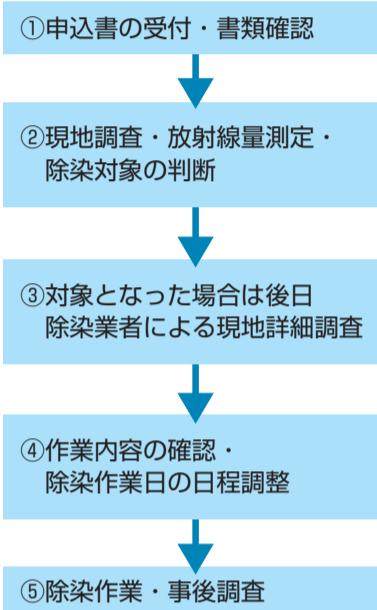 ①申込書の受付・書類確認
②現地調査・放射線量測定・
除染対象の判断
③対象となった場合は後日
除染業者による現地詳細調査
④作業内容の確認・
除染作業日の日程調整
⑤除染作業・事後調査